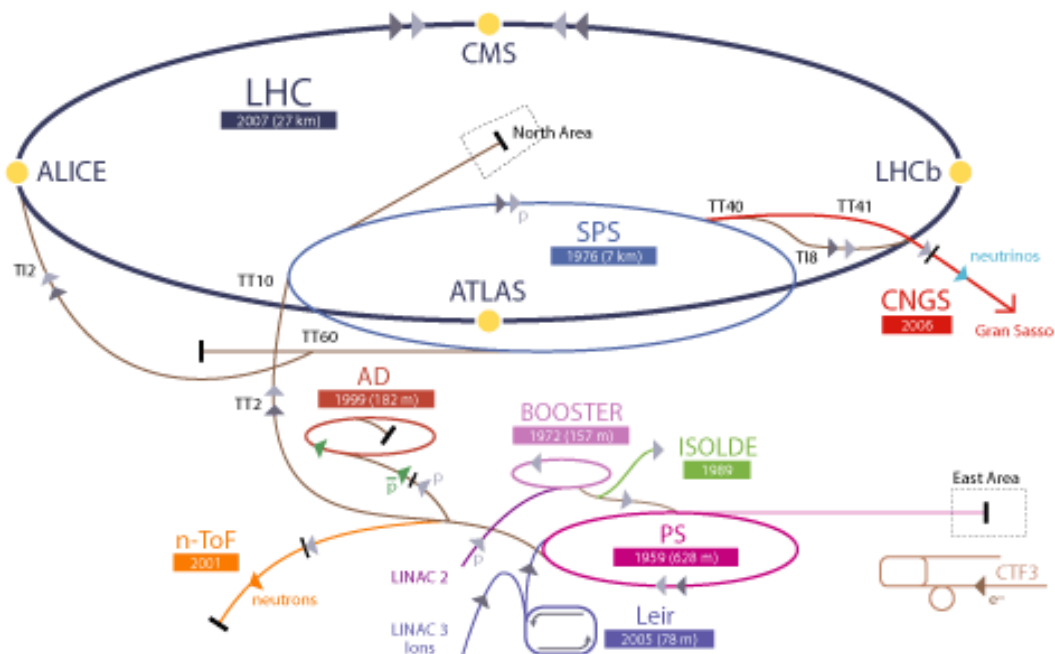 CMS
LHC
2007 (27 km)
North Area
ALICE
LHCb
p
TT40
TT41
SPS
1976 (7 km)
TI8
neutrinos
TI2
TT10
ATLAS
CNGS
2006
Gran Sasso
TT60
AD
1999 (182 m)
TT2
BOOSTER
1972 (157 m)
ISOLDE
1989
p̅
p
East Area
n-ToF
2001
PS
1959 (628 m)
LINAC 2
p
neutrons
CTF3
e-
LINAC 3
Ions
Leir
2005 (78 m)